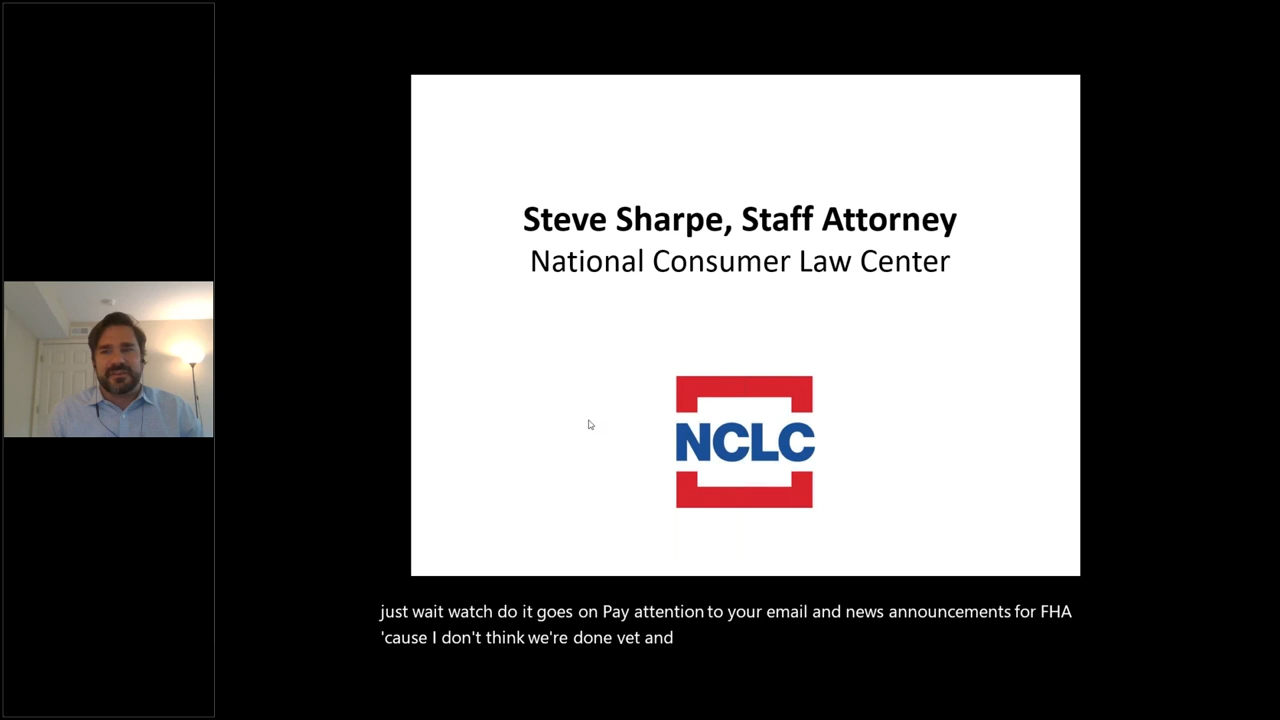 Steve Sharpe, Staff Attorney
National Consumer Law Center
NCLC
just wait watch do it goes on Pay attention to your email and news announcements for FHA
'cause I don't think we're done yet and